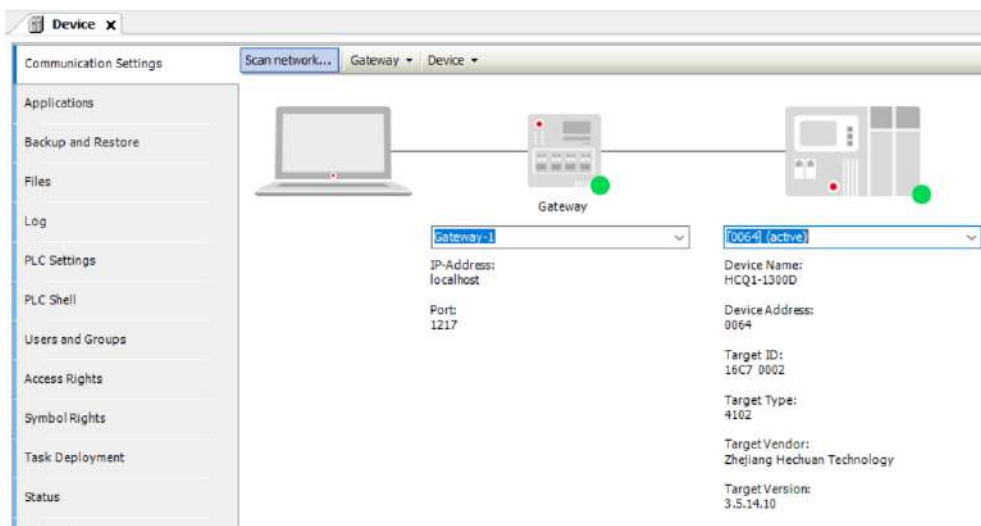 Device X
Communication Settings
Applications
Backup and Restore
Files
Log
PLC Settings
PLC Shell
Users and Groups
Access Rights
Symbol Rights
Task Deployment
Status
Scan network... Gateway Device
Gateway
Gateway-1
IP-Address:
localhost
Port:
1217
[0064] (active)
Device Name:
HCQ1-1300D
Device Address:
0064
Target ID:
16C7 0002
Target Type:
4102
Target Vendor:
Zhejiang Hechuan Technology
Target Version:
3.5.14.10